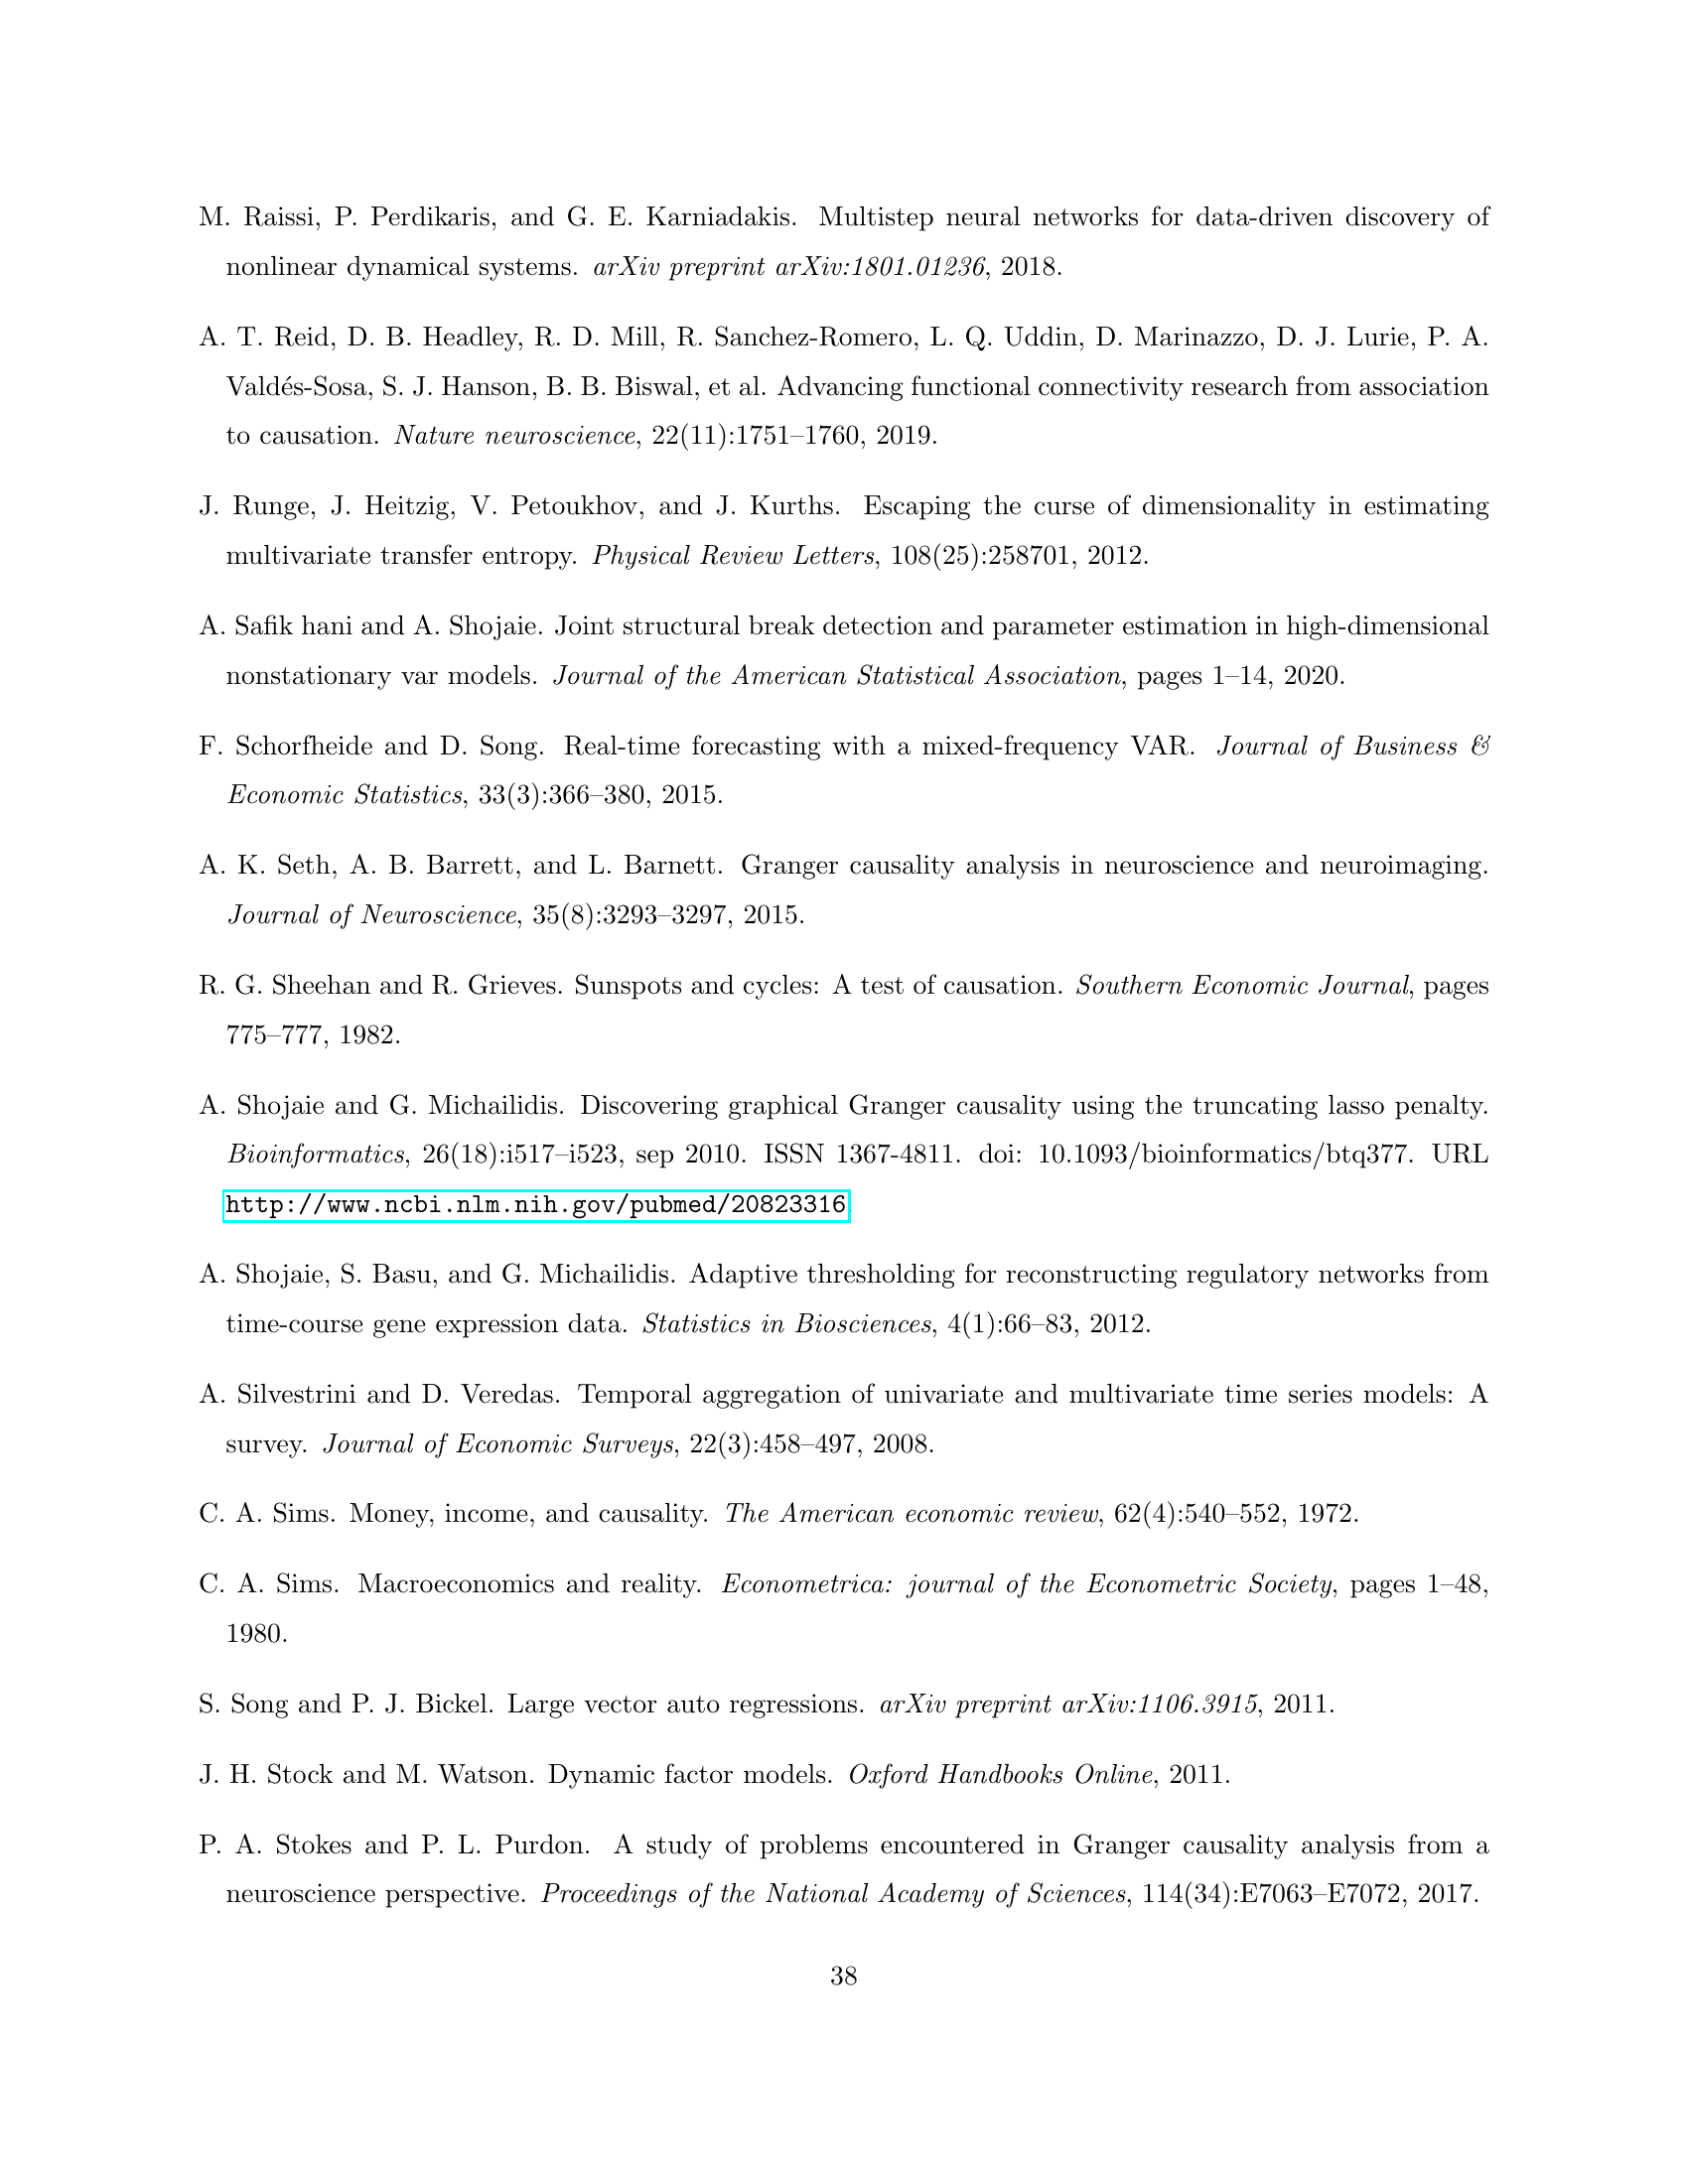 M. Raissi, P. Perdikaris, and G. E. Karniadakis. Multistep neural networks for data-driven discovery of
nonlinear dynamical systems. arXiv preprint arXiv:1801.01236, 2018.
A. T. Reid, D. B. Headley, R. D. Mill, R. Sanchez-Romero, L. Q. Uddin, D. Marinazzo, D. J. Lurie, P. A.
Valdés-Sosa, S. J. Hanson, B. B. Biswal, et al. Advancing functional connectivity research from association
to causation. Nature neuroscience, 22(11):1751–1760, 2019.
J. Runge, J. Heitzig, V. Petoukhov, and J. Kurths. Escaping the curse of dimensionality in estimating
multivariate transfer entropy. Physical Review Letters, 108(25):258701, 2012.
A. Safik hani and A. Shojaie. Joint structural break detection and parameter estimation in high-dimensional
nonstationary var models. Journal of the American Statistical Association, pages 1–14, 2020.
F. Schorfheide and D. Song. Real-time forecasting with a mixed-frequency VAR. Journal of Business &
Economic Statistics, 33(3):366–380, 2015.
A. K. Seth, A. B. Barrett, and L. Barnett. Granger causality analysis in neuroscience and neuroimaging.
Journal of Neuroscience, 35(8):3293–3297, 2015.
R. G. Sheehan and R. Grieves. Sunspots and cycles: A test of causation. Southern Economic Journal, pages
775–777, 1982.
A. Shojaie and G. Michailidis. Discovering graphical Granger causality using the truncating lasso penalty.
Bioinformatics, 26(18):i517–i523, sep 2010. ISSN 1367-4811. doi: 10.1093/bioinformatics/btq377. URL
http://www.ncbi.nlm.nih.gov/pubmed/20823316.
A. Shojaie, S. Basu, and G. Michailidis. Adaptive thresholding for reconstructing regulatory networks from
time-course gene expression data. Statistics in Biosciences, 4(1):66–83, 2012.
A. Silvestrini and D. Veredas. Temporal aggregation of univariate and multivariate time series models: A
survey. Journal of Economic Surveys, 22(3):458–497, 2008.
C. A. Sims. Money, income, and causality. The American economic review, 62(4):540–552, 1972.
C. A. Sims. Macroeconomics and reality. Econometrica: journal of the Econometric Society, pages 1–48,
1980.
S. Song and P. J. Bickel. Large vector auto regressions. arXiv preprint arXiv:1106.3915, 2011.
J. H. Stock and M. Watson. Dynamic factor models. Oxford Handbooks Online, 2011.
P. A. Stokes and P. L. Purdon. A study of problems encountered in Granger causality analysis from a
neuroscience perspective. Proceedings of the National Academy of Sciences, 114(34):E7063–E7072, 2017.
38